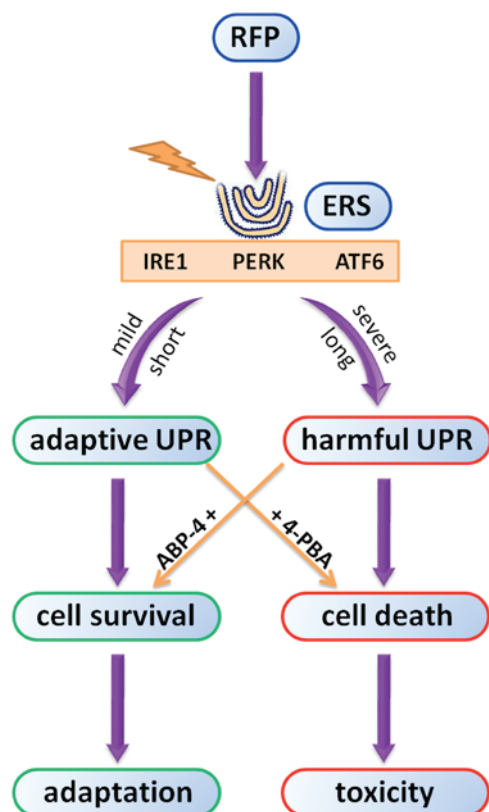 RFP
ERS
IRE1 PERK ATF6
mild
short
severe
long
adaptive UPR
harmful UPR
ABP-4 +
+ 4-PBA
cell survival
cell death
adaptation
toxicity